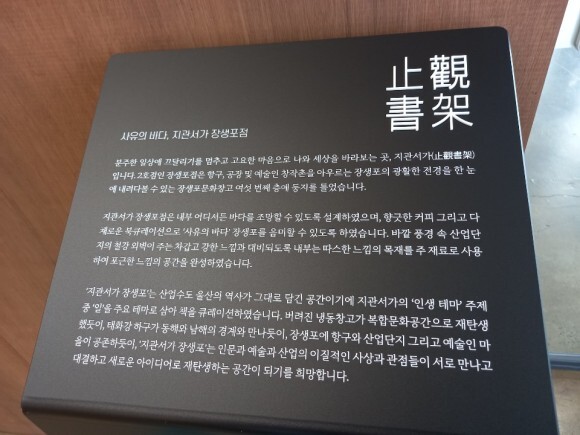 止觀
書架
사유의 바다, 지관서가 장생포점
분주한 일상에 끄달리기를 멈추고 고요한 마음으로 나와 세상을 바라보는 곳, 지관서가(止觀書架)
입니다. 2호점인 장생포점은 항구, 공장 및 예술인 창작촌을 아우르는 장생포의 광활한 전경을 한 눈
에 내려다볼 수 있는 장생포문화창고 여섯 번째 층에 둥지를 틀었습니다.
지관서가 장생포점은 내부 어디서든 바다를 조망할 수 있도록 설계하였으며, 향긋한 커피 그리고 다
채로운 북큐레이션으로 '사유의 바다' 장생포를 음미할 수 있도록 하였습니다. 바깥 풍경 속 산업단
지의 철강 외벽이 주는 차갑고 강한 느낌과 대비되도록 내부는 따스한 느낌의 목재를 주 재료로 사용
하여 포근한 느낌의 공간을 완성하였습니다.
'지관서가 장생포'는 산업수도 울산의 역사가 그대로 담긴 공간이기에 지관서가의 '인생 테마' 주제
중 '일'을 주요 테마로 삼아 책을 큐레이션하였습니다. 버려진 냉동창고가 복합문화공간으로 재탄생
했듯이, 태화강 하구가 동해와 남해의 경계와 만나듯이, 장생포에 항구와 산업단지 그리고 예술인 마
을이 공존하듯이, '지관서가 장생포'는 인문과 예술과 산업의 이질적인 사상과 관점들이 서로 만나고
대결하고 새로운 아이디어로 재탄생하는 공간이 되기를 희망합니다.